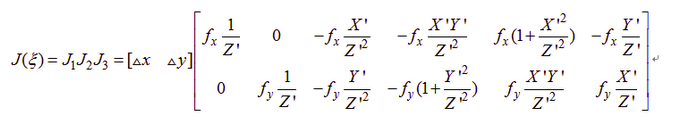 J(ξ) = J₁J₂J₃ = [△x △y] [ f_x 1/Z' 0 −f_x X'/Z'² −f_x X'Y'/Z'² f_x(1+X'²/Z'²) −f_x Y'/Z'
0 f_y 1/Z' −f_y Y'/Z'² −f_y(1+Y'²/Z'²) f_y X'Y'/Z'² f_y X'/Z' ]